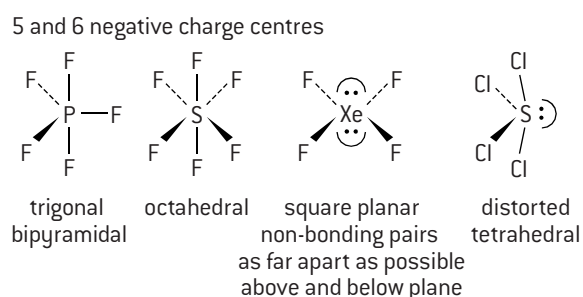 5 and 6 negative charge centres
F F F P F F
F F F S F F F
F F Xe F F
Cl Cl S Cl Cl
trigonal
bipyramidal
octahedral
square planar
non-bonding pairs
as far apart as possible
above and below plane
distorted
tetrahedral